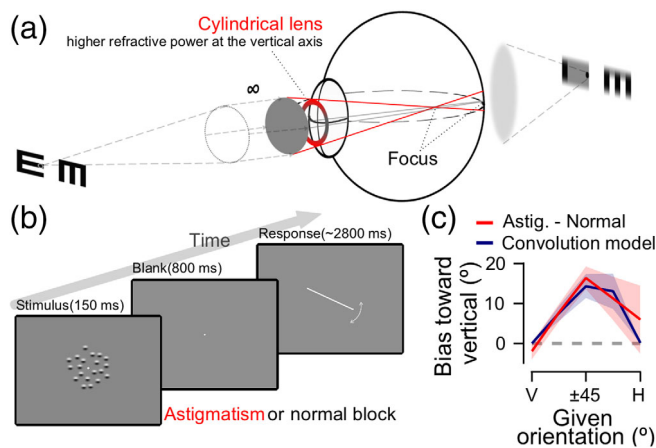 (a)
Cylindrical lens
higher refractive power at the vertical axis
∞
E E
E E
Focus
(b)
Time
Response(~2800 ms)
Blank(800 ms)
Stimulus(150 ms)
Astigmatism or normal block
(c)
Astig. - Normal
Convolution model
Bias toward
vertical (º)
20
10
0
V ±45 H
Given
orientation (º)